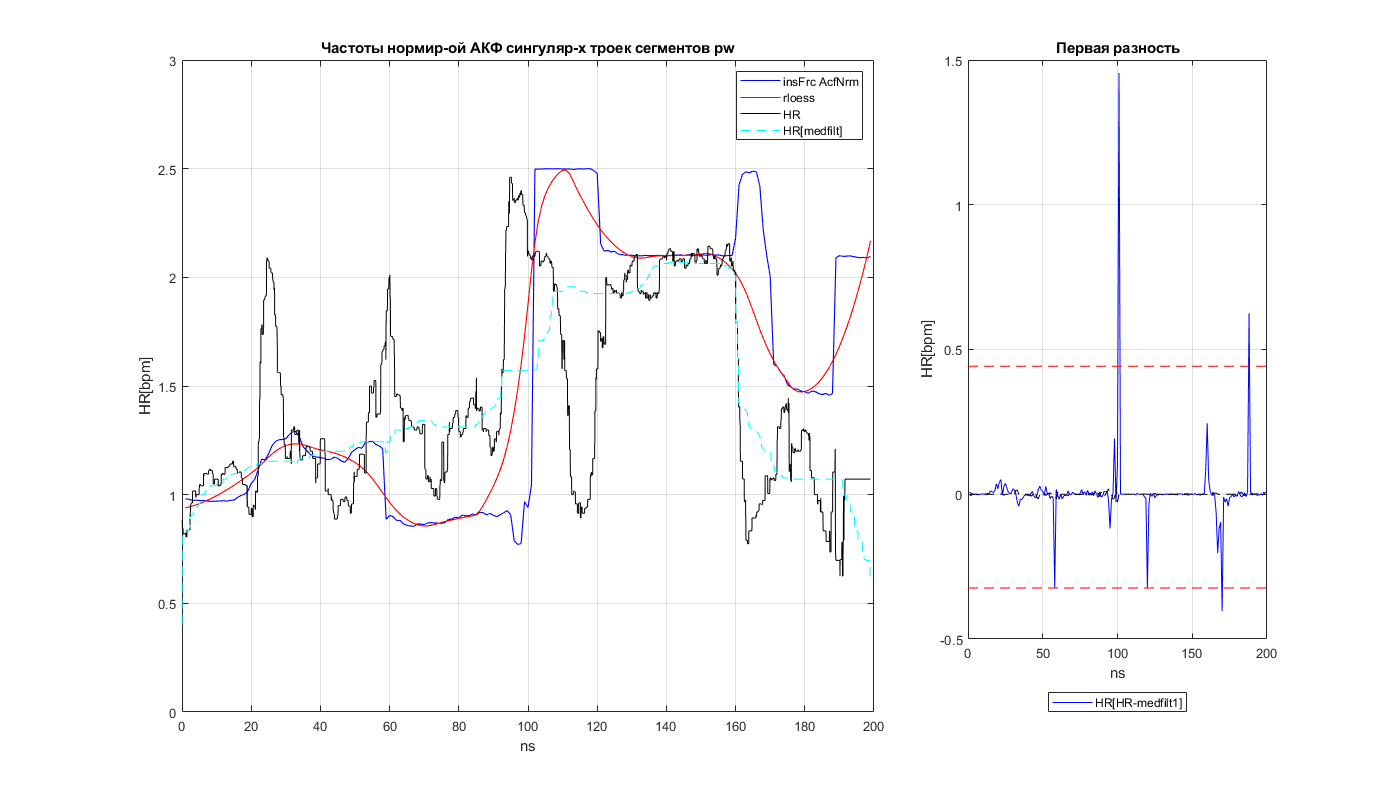 Частоты нормир-ой АКФ сингуляр-х троек сегментов pw
insFrc AcfNrm
rloess
HR
HR[medfilt]
HR[bpm]
3
2.5
2
1.5
1
0.5
0
0 20 40 60 80 100 120 140 160 180 200
ns
Первая разность
HR[bpm]
1.5
1
0.5
0
-0.5
0 50 100 150 200
ns
HR[HR-medfilt1]